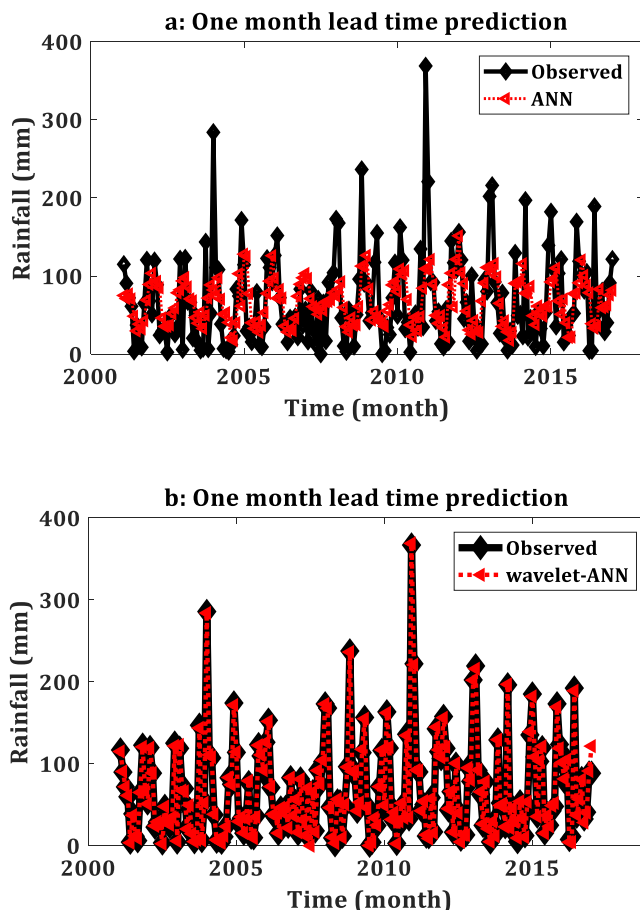 a: One month lead time prediction
400
300
200
100
0
Rainfall (mm)
Observed
ANN
2000
2005
2010
2015
Time (month)
b: One month lead time prediction
400
300
200
100
0
Rainfall (mm)
Observed
wavelet-ANN
2000
2005
2010
2015
Time (month)